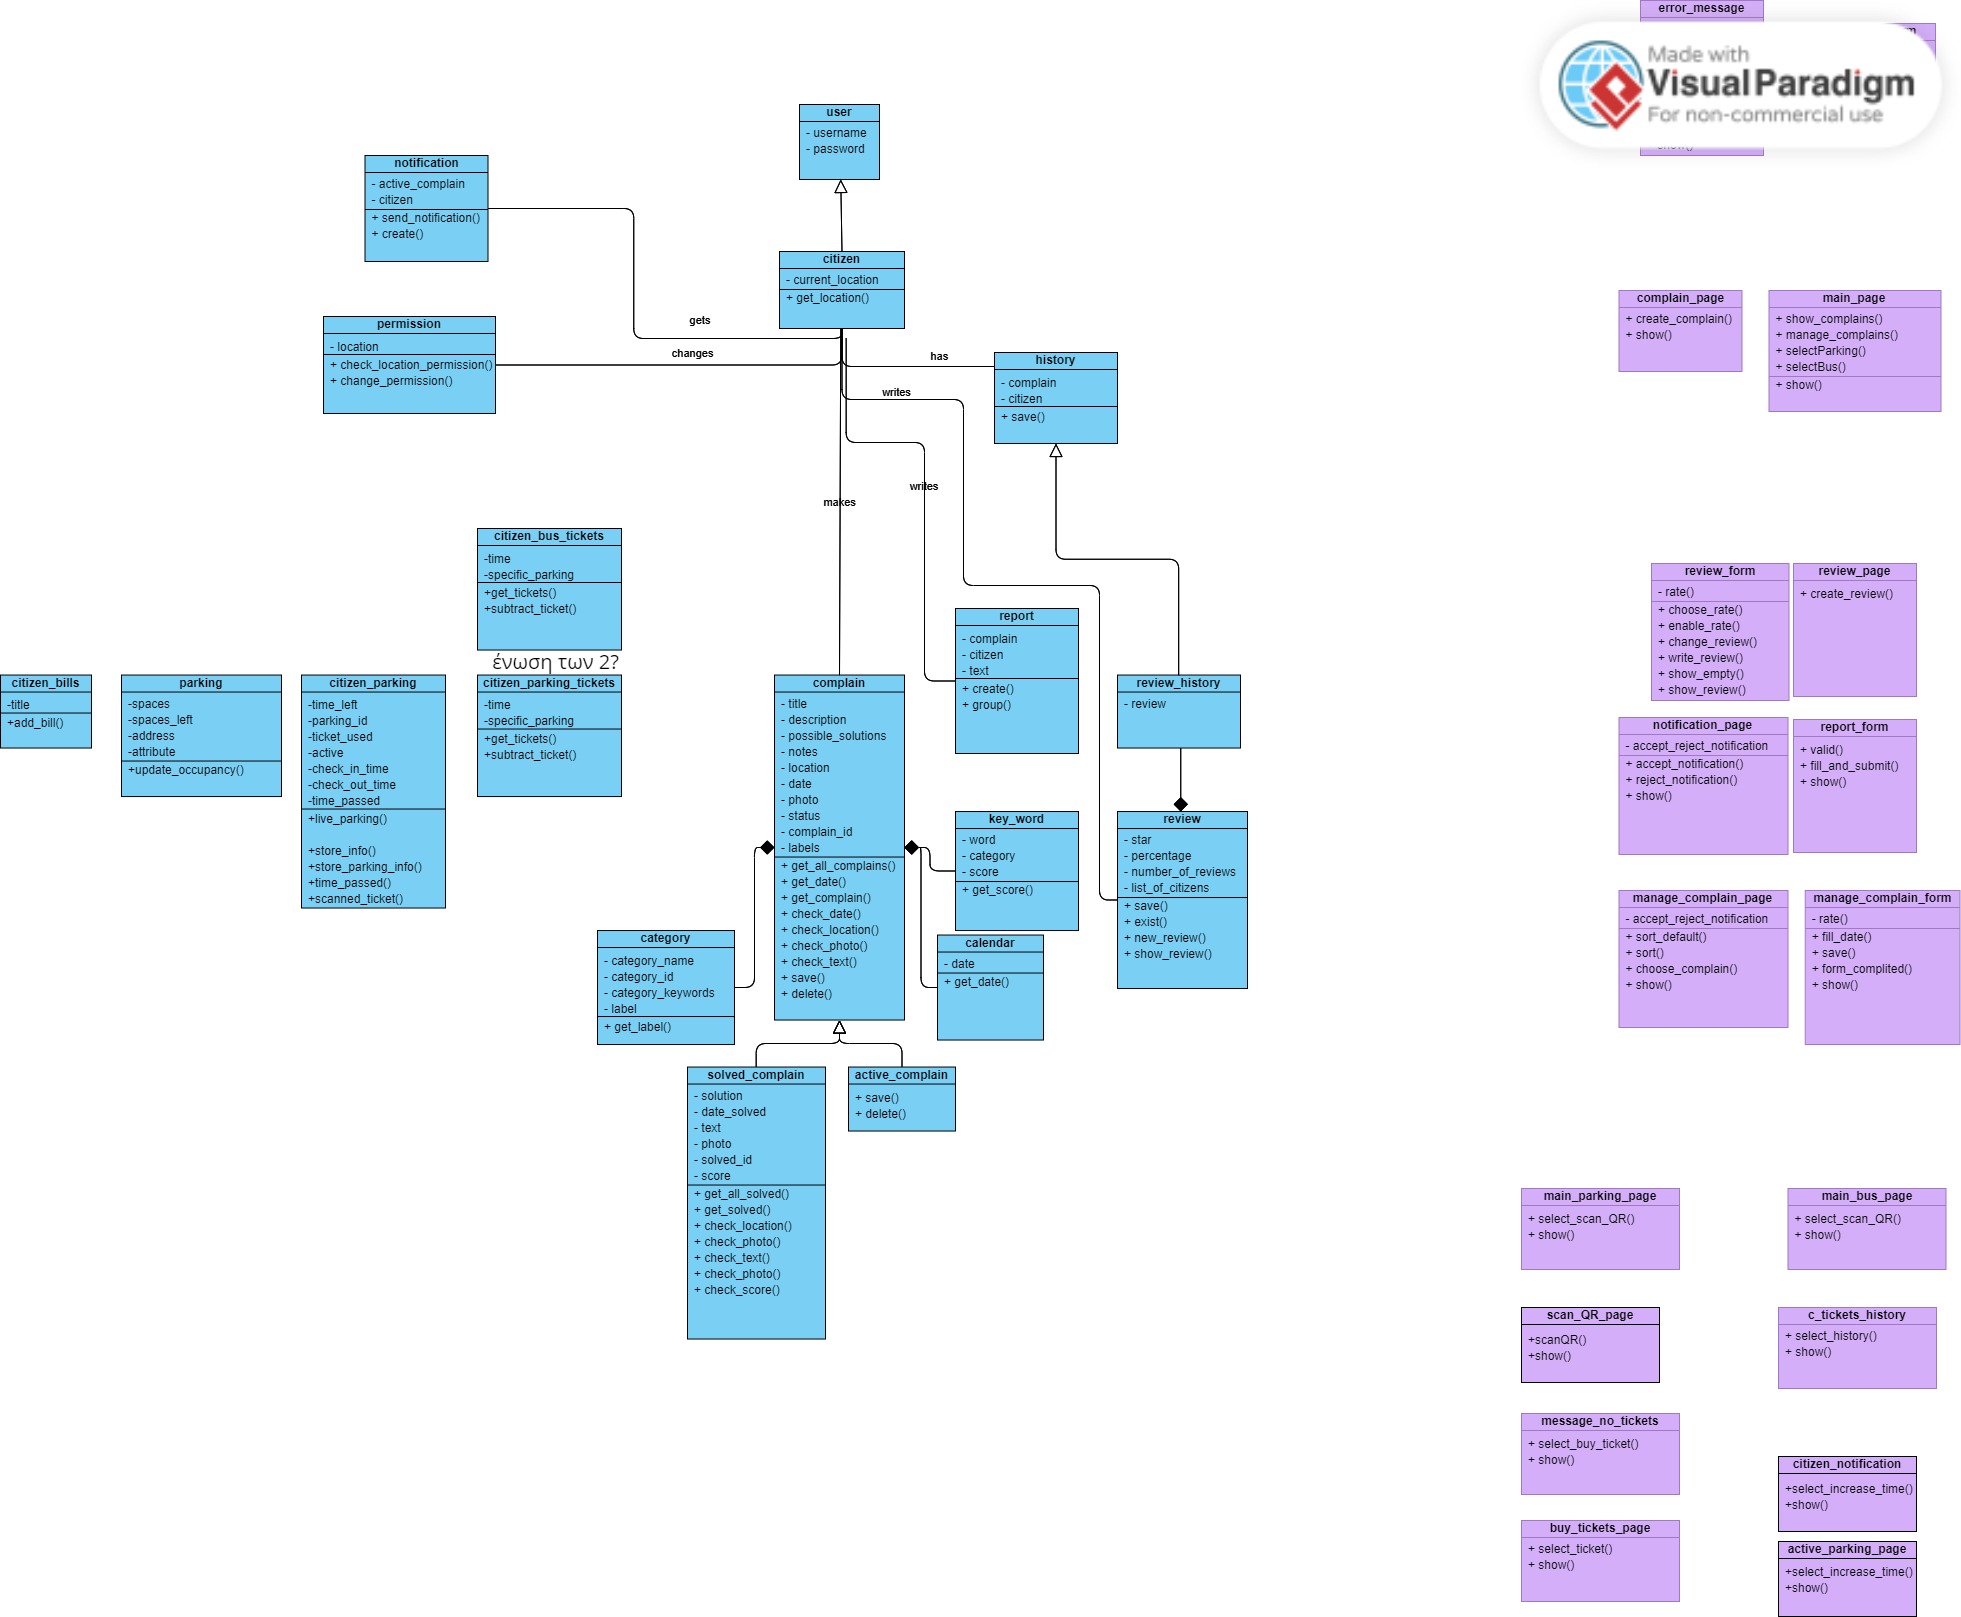 error_message
m
Made with
Visual Paradigm
For non-commercial use
show()
user
- username
- password
notification
- active_complain
- citizen
+ send_notification()
+ create()
citizen
- current_location
+ get_location()
permission
- location
+ check_location_permission()
+ change_permission()
gets
changes
has
writes
writes
makes
history
- complain
- citizen
+ save()
complain_page
+ create_complain()
+ show()
main_page
+ show_complains()
+ manage_complains()
+ selectParking()
+ selectBus()
+ show()
citizen_bus_tickets
-time
-specific_parking
+get_tickets()
+subtract_ticket()
ένωση των 2?
citizen_bills
-title
+add_bill()
parking
-spaces
-spaces_left
-address
-attribute
+update_occupancy()
citizen_parking
-time_left
-parking_id
-ticket_used
-active
-check_in_time
-check_out_time
-time_passed
+live_parking()
+store_info()
+store_parking_info()
+time_passed()
+scanned_ticket()
citizen_parking_tickets
-time
-specific_parking
+get_tickets()
+subtract_ticket()
complain
- title
- description
- possible_solutions
- notes
- location
- date
- photo
- status
- complain_id
- labels
+ get_all_complains()
+ get_date()
+ get_complain()
+ check_date()
+ check_location()
+ check_photo()
+ check_text()
+ save()
+ delete()
report
- complain
- citizen
- text
+ create()
+ group()
review_history
- review
key_word
- word
- category
- score
+ get_score()
review
- star
- percentage
- number_of_reviews
- list_of_citizens
+ save()
+ exist()
+ new_review()
+ show_review()
category
- category_name
- category_id
- category_keywords
- label
+ get_label()
calendar
- date
+ get_date()
solved_complain
- solution
- date_solved
- text
- photo
- solved_id
- score
+ get_all_solved()
+ get_solved()
+ check_location()
+ check_photo()
+ check_text()
+ check_photo()
+ check_score()
active_complain
+ save()
+ delete()
review_form
- rate()
+ choose_rate()
+ enable_rate()
+ change_review()
+ write_review()
+ show_empty()
+ show_review()
review_page
+ create_review()
notification_page
- accept_reject_notification
+ accept_notification()
+ reject_notification()
+ show()
report_form
+ valid()
+ fill_and_submit()
+ show()
manage_complain_page
- accept_reject_notification
+ sort_default()
+ sort()
+ choose_complain()
+ show()
manage_complain_form
- rate()
+ fill_date()
+ save()
+ form_complited()
+ show()
main_parking_page
+ select_scan_QR()
+ show()
main_bus_page
+ select_scan_QR()
+ show()
scan_QR_page
+scanQR()
+show()
c_tickets_history
+ select_history()
+ show()
message_no_tickets
+ select_buy_ticket()
+ show()
citizen_notification
+select_increase_time()
+show()
buy_tickets_page
+ select_ticket()
+ show()
active_parking_page
+select_increase_time()
+show()